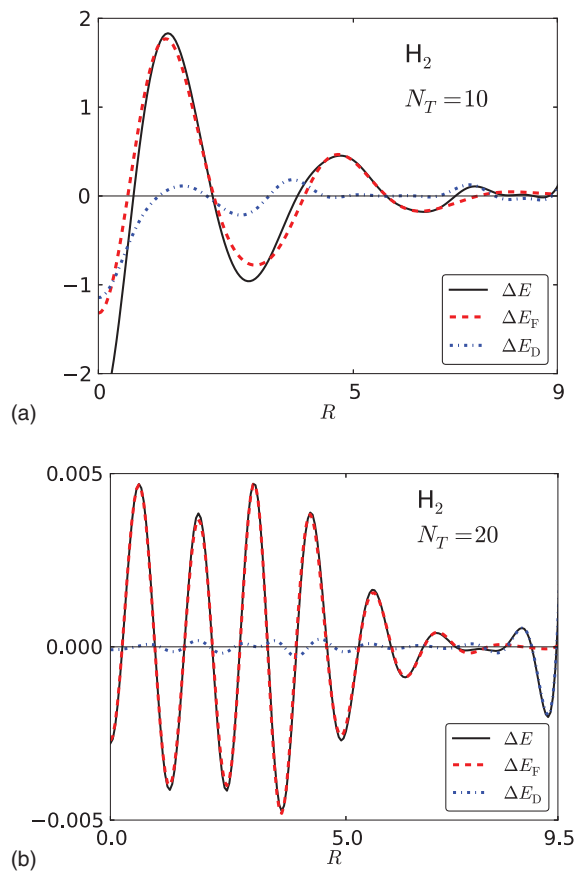 2
H₂
N_T = 10
1
0
−1
ΔE
ΔE_F
ΔE_D
−2
0 5 9
(a) R
0.005
H₂
N_T = 20
0.000
ΔE
ΔE_F
ΔE_D
−0.005
0.0 5.0 9.5
(b) R